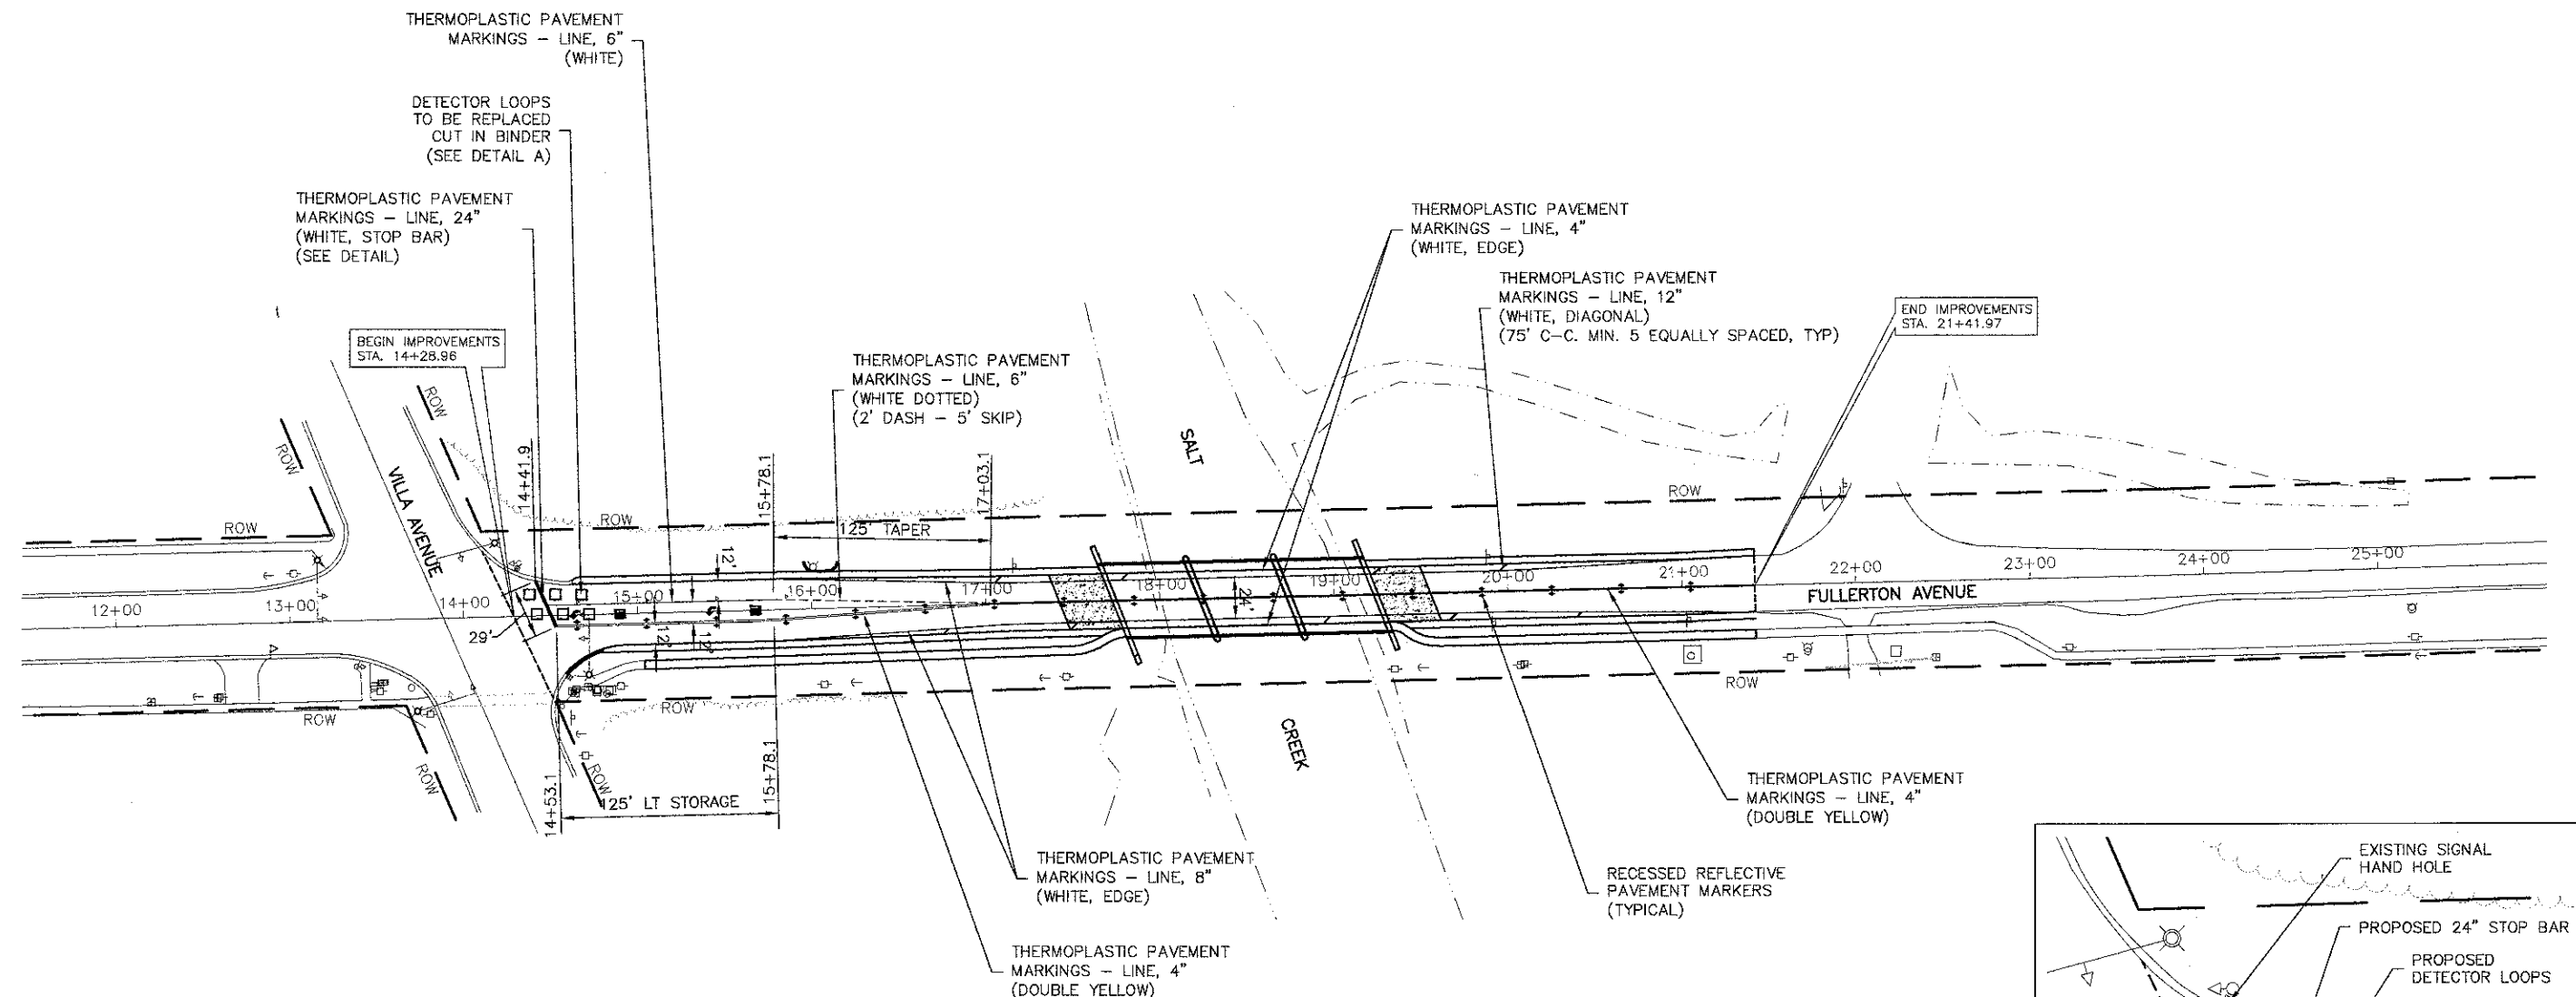 THERMOPLASTIC PAVEMENT
MARKINGS – LINE, 6"
(WHITE)
DETECTOR LOOPS
TO BE REPLACED
CUT IN BINDER
(SEE DETAIL A)
THERMOPLASTIC PAVEMENT
MARKINGS – LINE, 24"
(WHITE, STOP BAR)
(SEE DETAIL)
THERMOPLASTIC PAVEMENT
MARKINGS – LINE, 4"
(WHITE, EDGE)
THERMOPLASTIC PAVEMENT
MARKINGS – LINE, 12"
(WHITE, DIAGONAL)
(75' C–C. MIN. 5 EQUALLY SPACED, TYP)
END IMPROVEMENTS
STA. 21+41.97
BEGIN IMPROVEMENTS
STA. 14+28.96
THERMOPLASTIC PAVEMENT
MARKINGS – LINE, 6"
(WHITE DOTTED)
(2' DASH – 5' SKIP)
ROW
ROW
VILLA AVENUE
14+41.9
15+78.1
17+03.1
SALT
ROW
ROW
ROW
125' TAPER
12'
12+00
13+00
14+00
15+00
16+00
17+00
18+00
19+00
20+00
21+00
22+00
23+00
24+00
25+00
24'
FULLERTON AVENUE
29'
12'
12'
ROW
ROW
ROW
ROW
ROW
CREEK
14+53.1
125' LT STORAGE
15+78.1
THERMOPLASTIC PAVEMENT
MARKINGS – LINE, 4"
(DOUBLE YELLOW)
THERMOPLASTIC PAVEMENT
MARKINGS – LINE, 8"
(WHITE, EDGE)
RECESSED REFLECTIVE
PAVEMENT MARKERS
(TYPICAL)
THERMOPLASTIC PAVEMENT
MARKINGS – LINE, 4"
(DOUBLE YELLOW)
EXISTING SIGNAL
HAND HOLE
PROPOSED 24" STOP BAR
PROPOSED
DETECTOR LOOPS